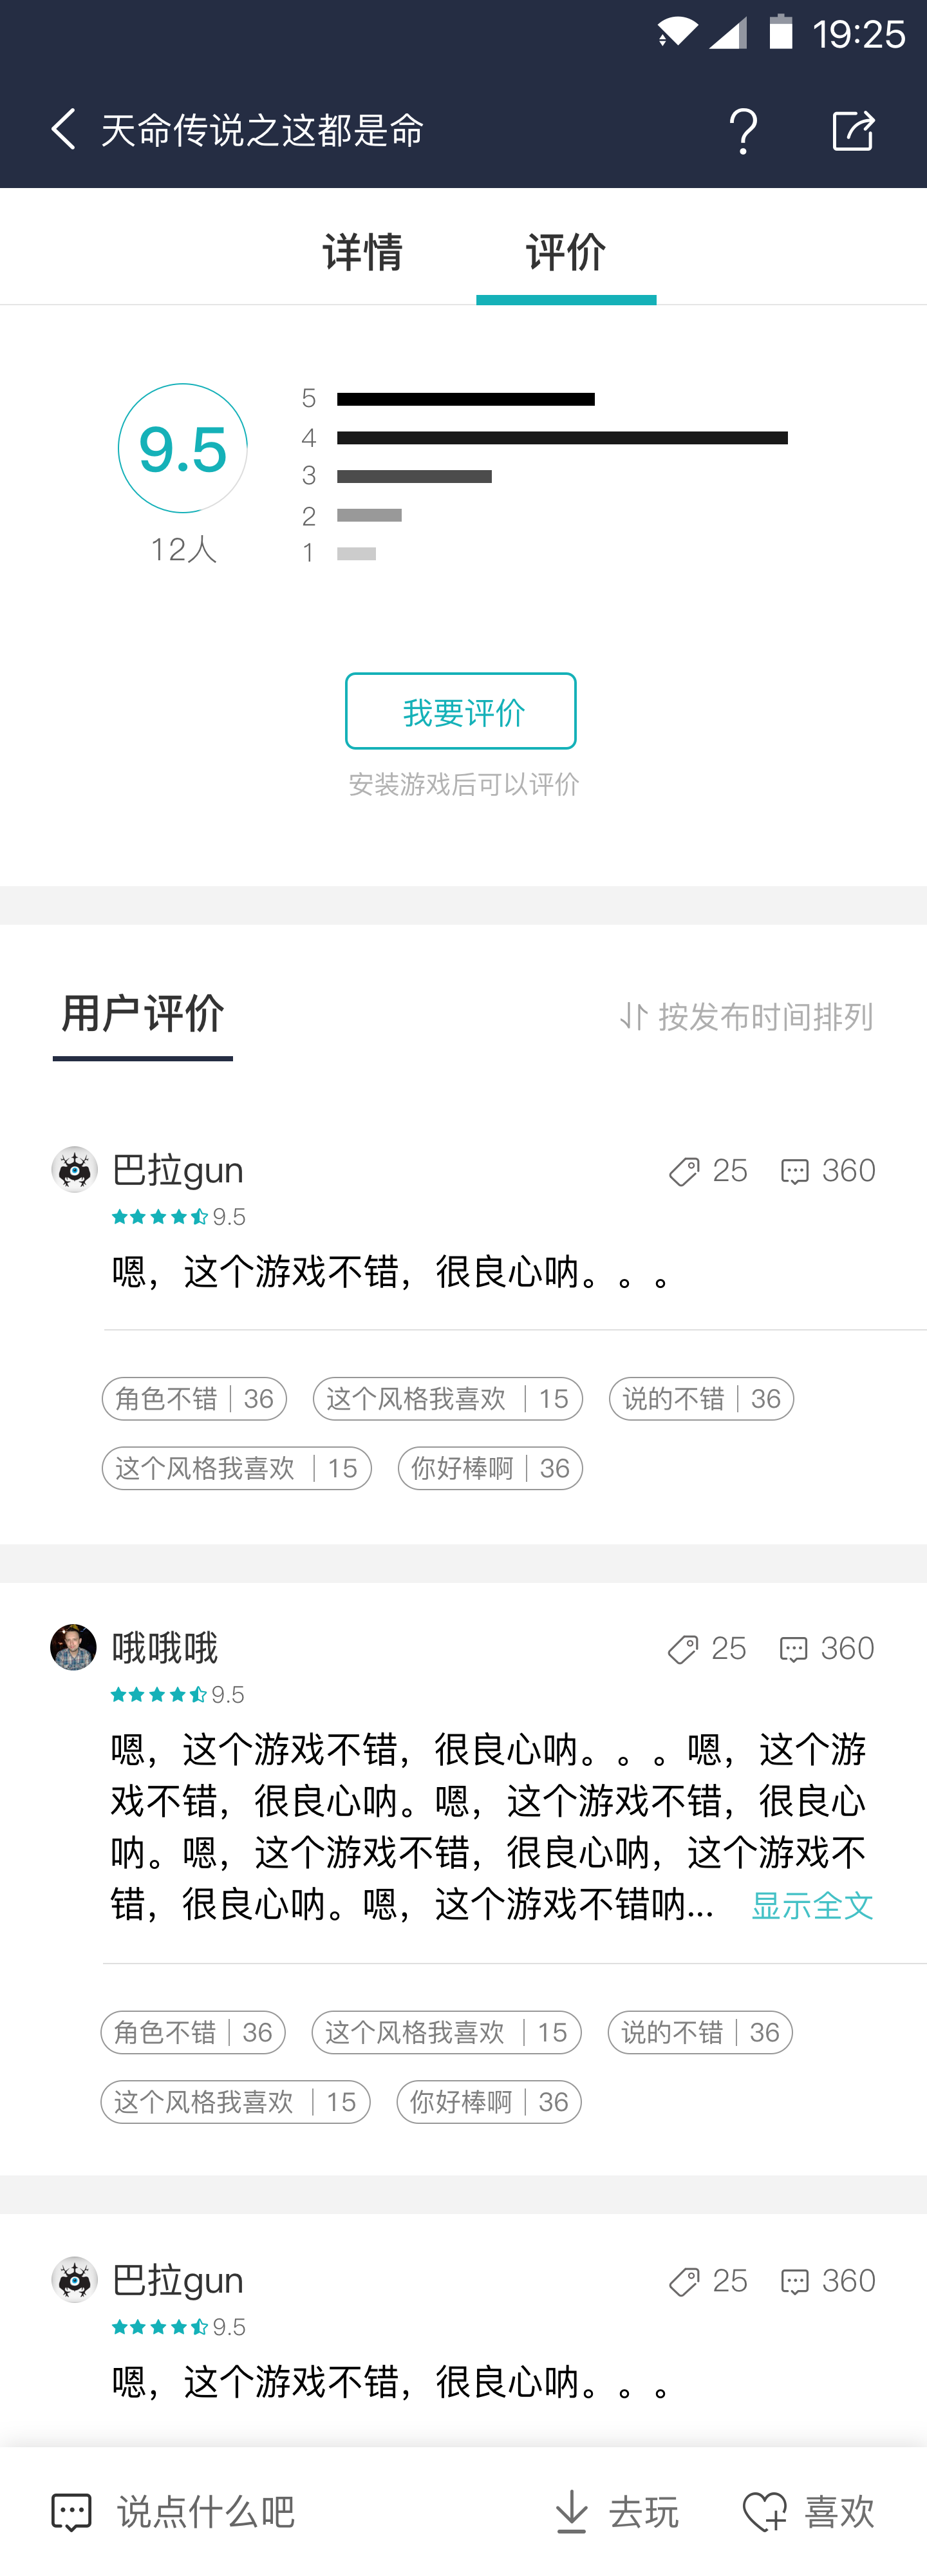 19:25
天命传说之这都是命
详情 评价
9.5
12人
5
4
3
2
1
我要评价
安装游戏后可以评价
用户评价 按发布时间排列
巴拉gun 25 360
9.5
嗯，这个游戏不错，很良心呐。。。
角色不错 | 36 这个风格我喜欢 | 15 说的不错 | 36
这个风格我喜欢 | 15 你好棒啊 | 36
哦哦哦 25 360
9.5
嗯，这个游戏不错，很良心呐。。。嗯，这个游
戏不错，很良心呐。嗯，这个游戏不错，很良心
呐。嗯，这个游戏不错，很良心呐，这个游戏不
错，很良心呐。嗯，这个游戏不错呐... 显示全文
角色不错 | 36 这个风格我喜欢 | 15 说的不错 | 36
这个风格我喜欢 | 15 你好棒啊 | 36
巴拉gun 25 360
9.5
嗯，这个游戏不错，很良心呐。。。
说点什么吧 去玩 喜欢